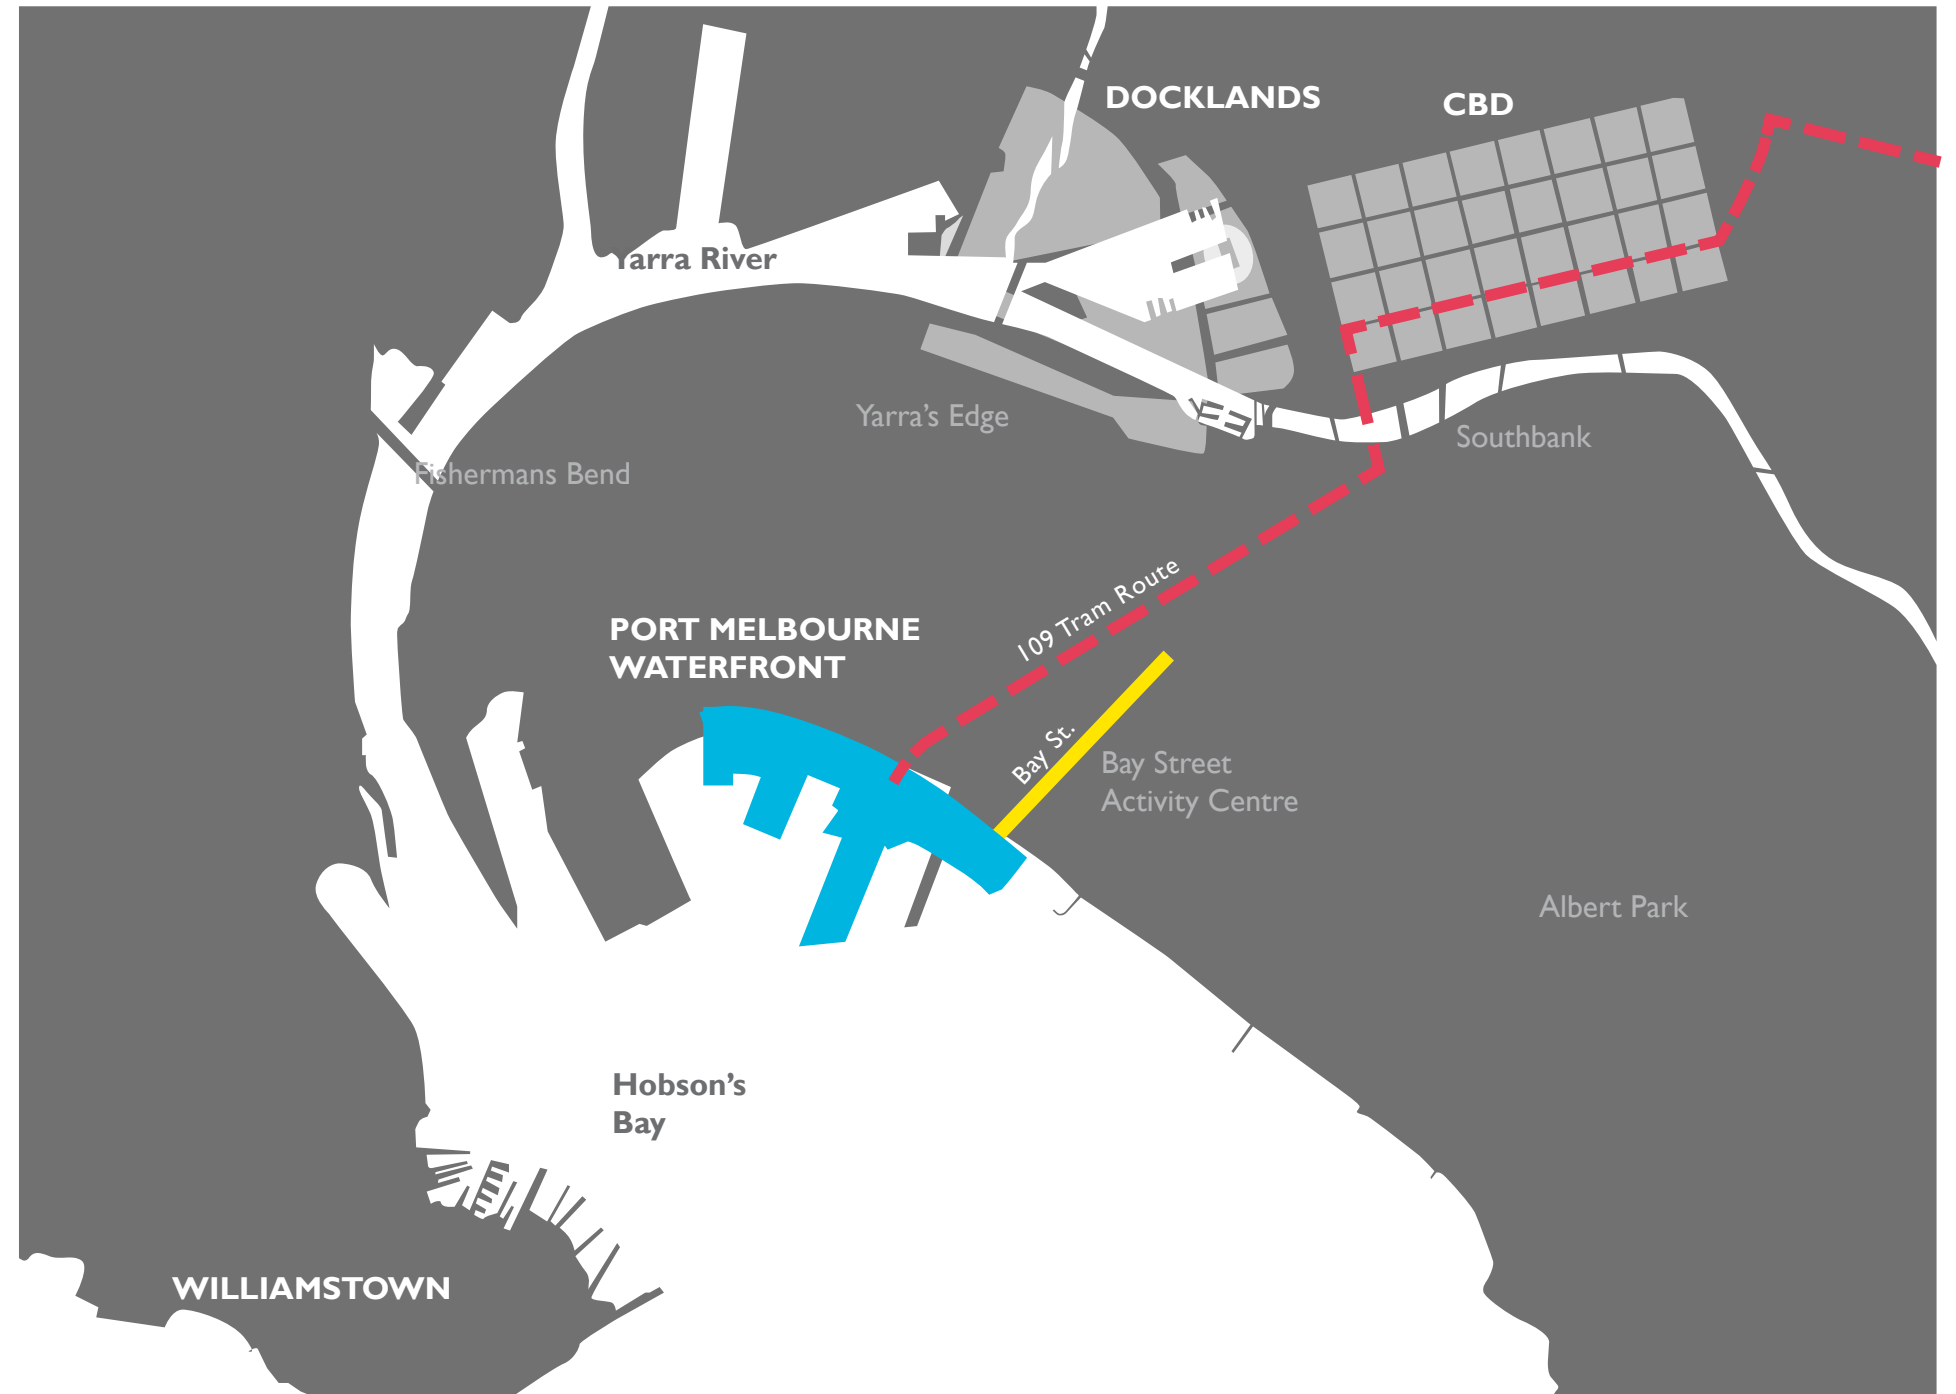 DOCKLANDS
CBD
Yarra River
Yarra’s Edge
Southbank
Fishermans Bend
109 Tram Route
PORT MELBOURNE
WATERFRONT
Bay St.
Bay Street
Activity Centre
Albert Park
Hobson’s
Bay
WILLIAMSTOWN